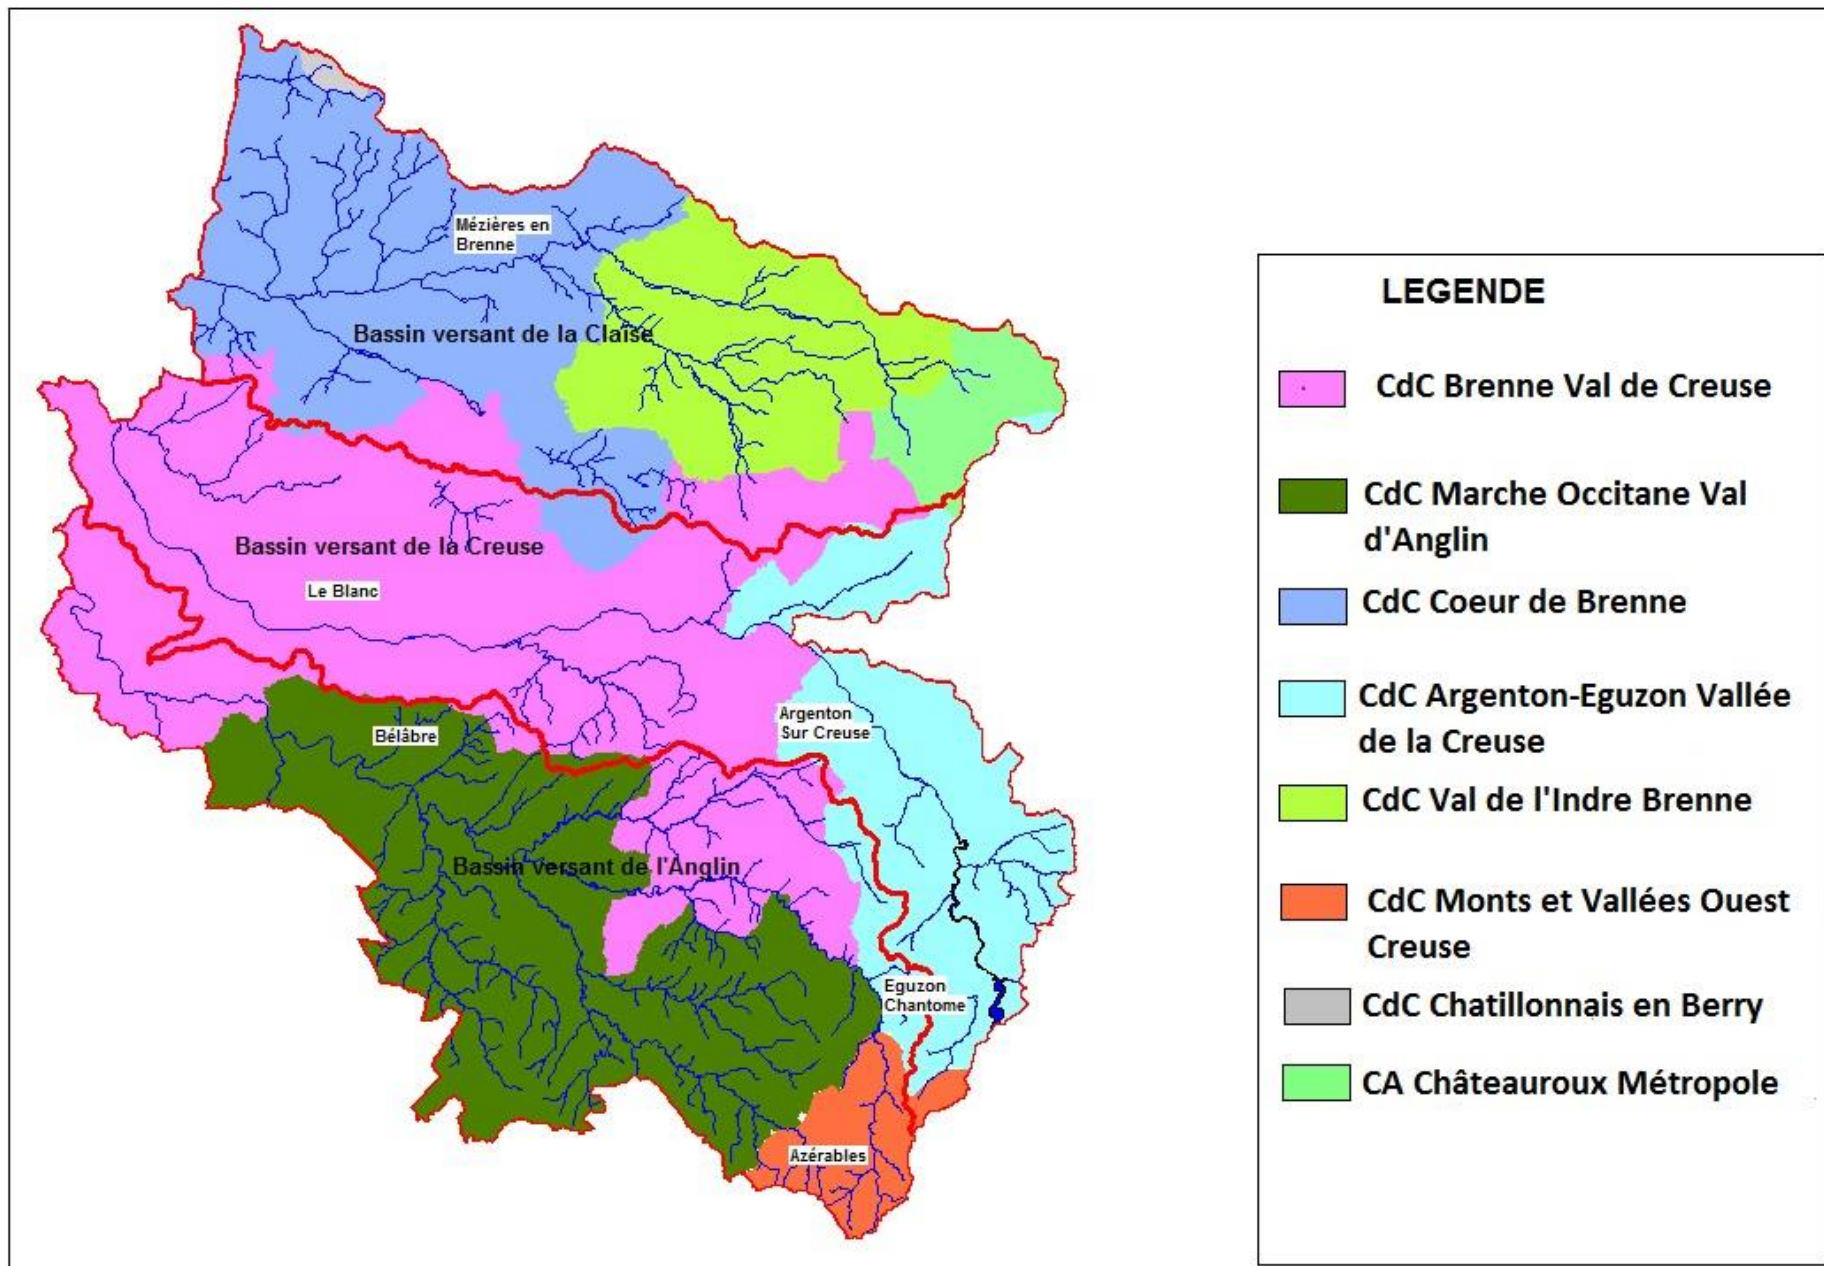 Mézières en
Brenne
Bassin versant de la Claise
Bassin versant de la Creuse
Le Blanc
Argenton
Sur Creuse
Bélâbre
Bassin versant de l'Anglin
Eguzon
Chantome
Azérables
LEGENDE
CdC Brenne Val de Creuse
CdC Marche Occitane Val
d'Anglin
CdC Coeur de Brenne
CdC Argenton-Eguzon Vallée
de la Creuse
CdC Val de l'Indre Brenne
CdC Monts et Vallées Ouest
Creuse
CdC Chatillonnais en Berry
CA Châteauroux Métropole